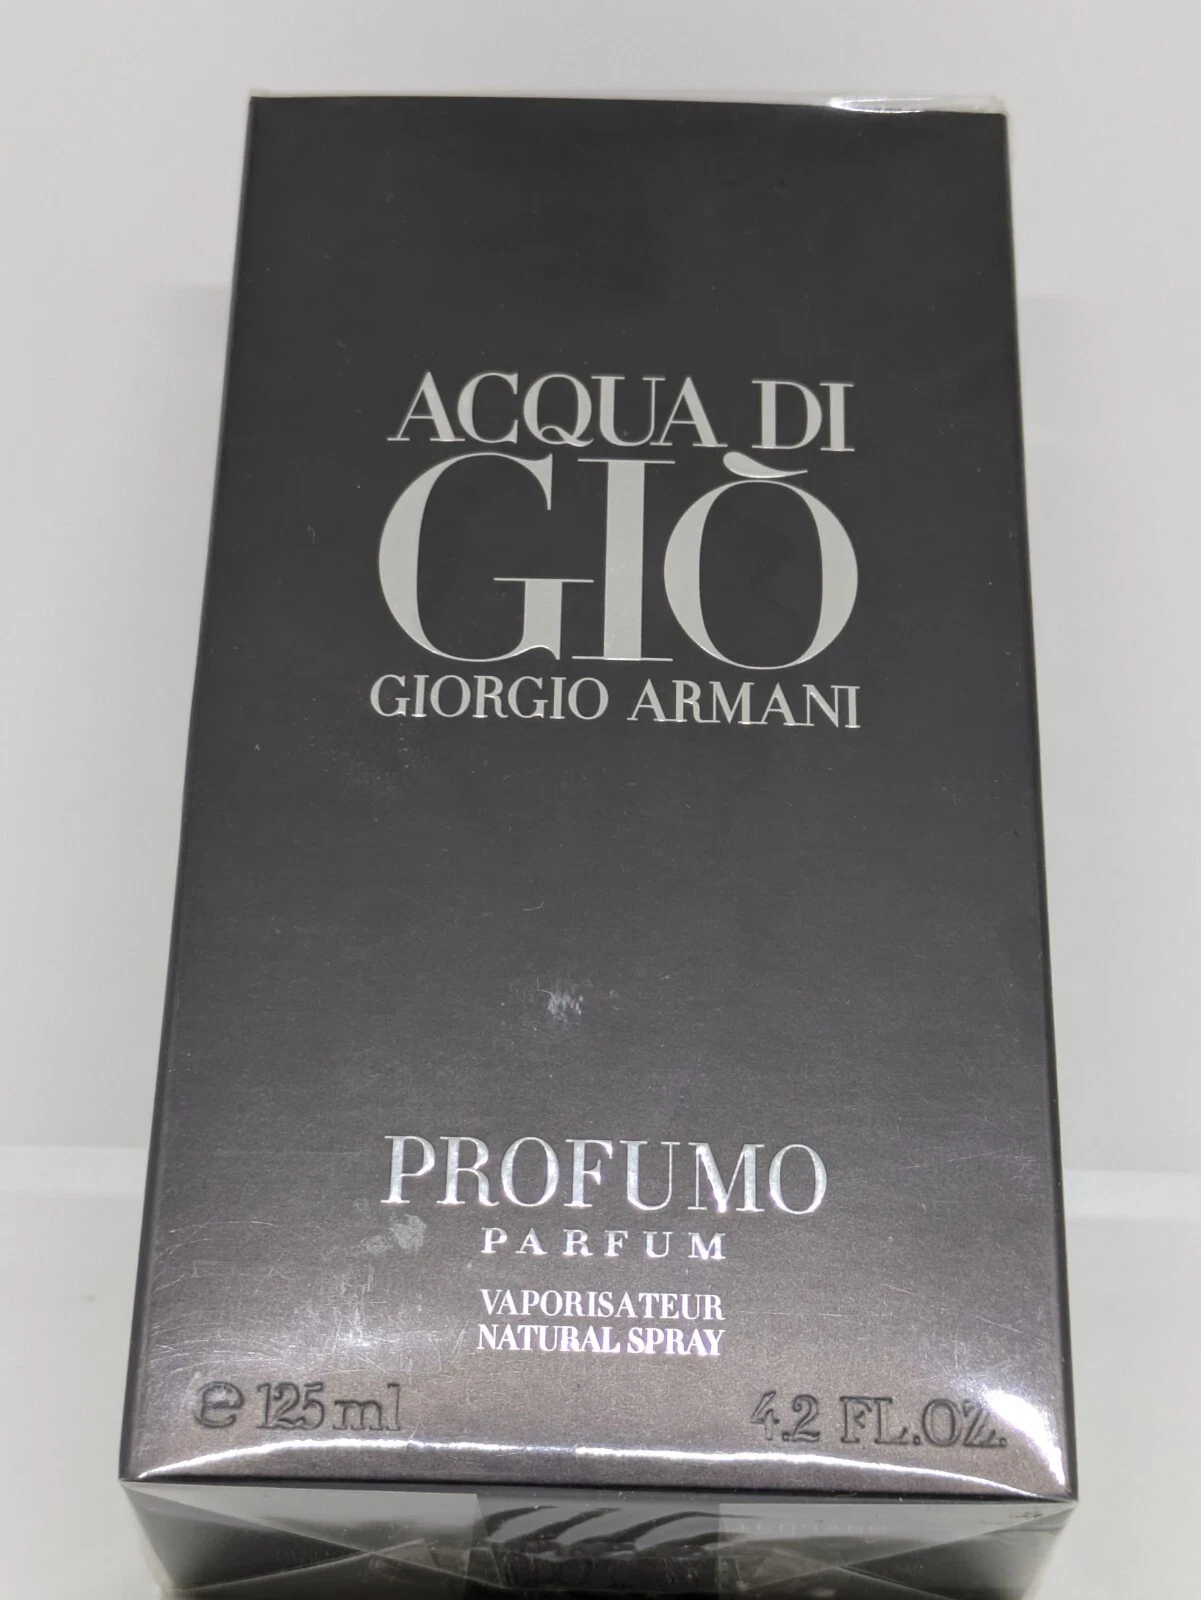 ACQUA DI
GIÒ
GIORGIO ARMANI
PROFUMO
PARFUM
VAPORISATEUR
NATURAL SPRAY
℮ 125 ml
4.2 FL.OZ.